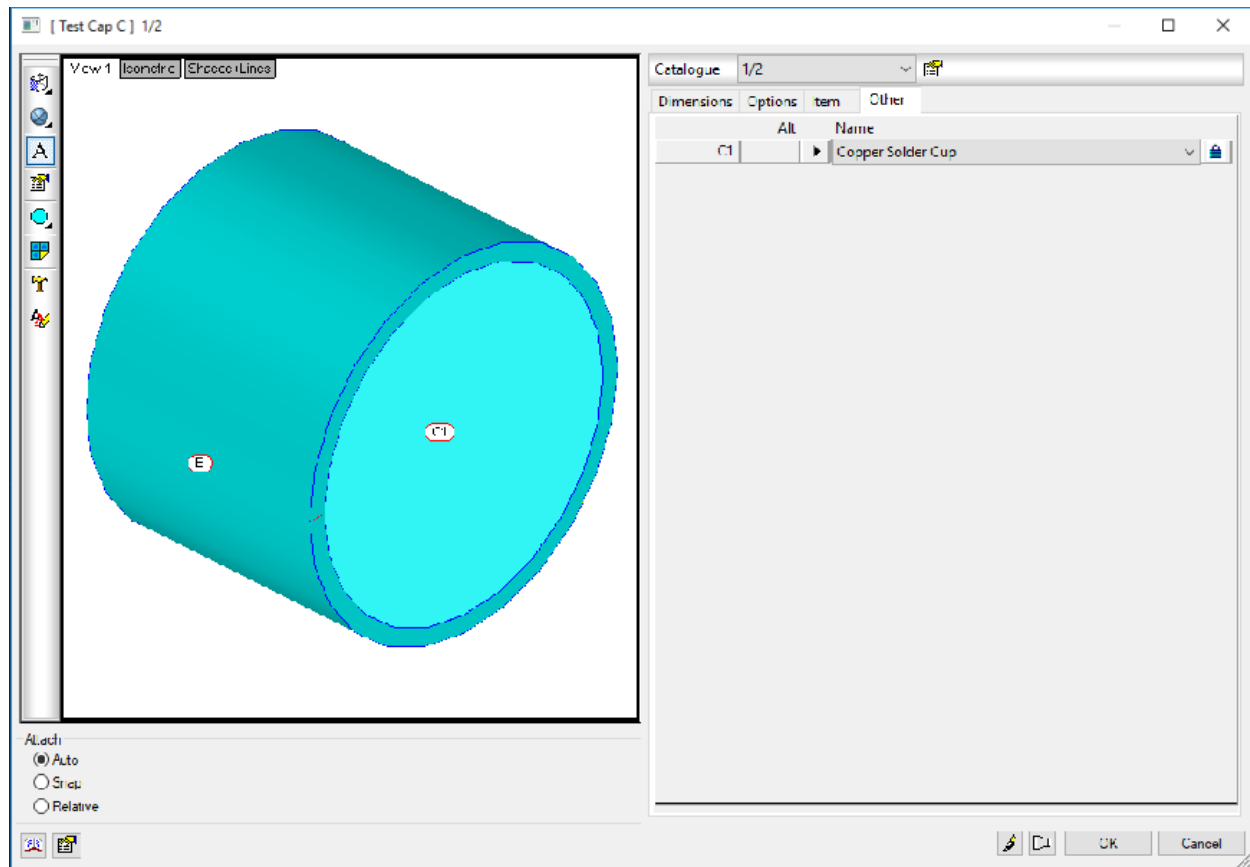 [ Test Cap C ] 1/2
View 1 Isometric Shaded+Lines
Catalogue 1/2
Dimensions Options Item Other
Alt Name
C1 Copper Solder Cup
A
C1
E
Attach
Auto
Snap
Relative
OK Cancel